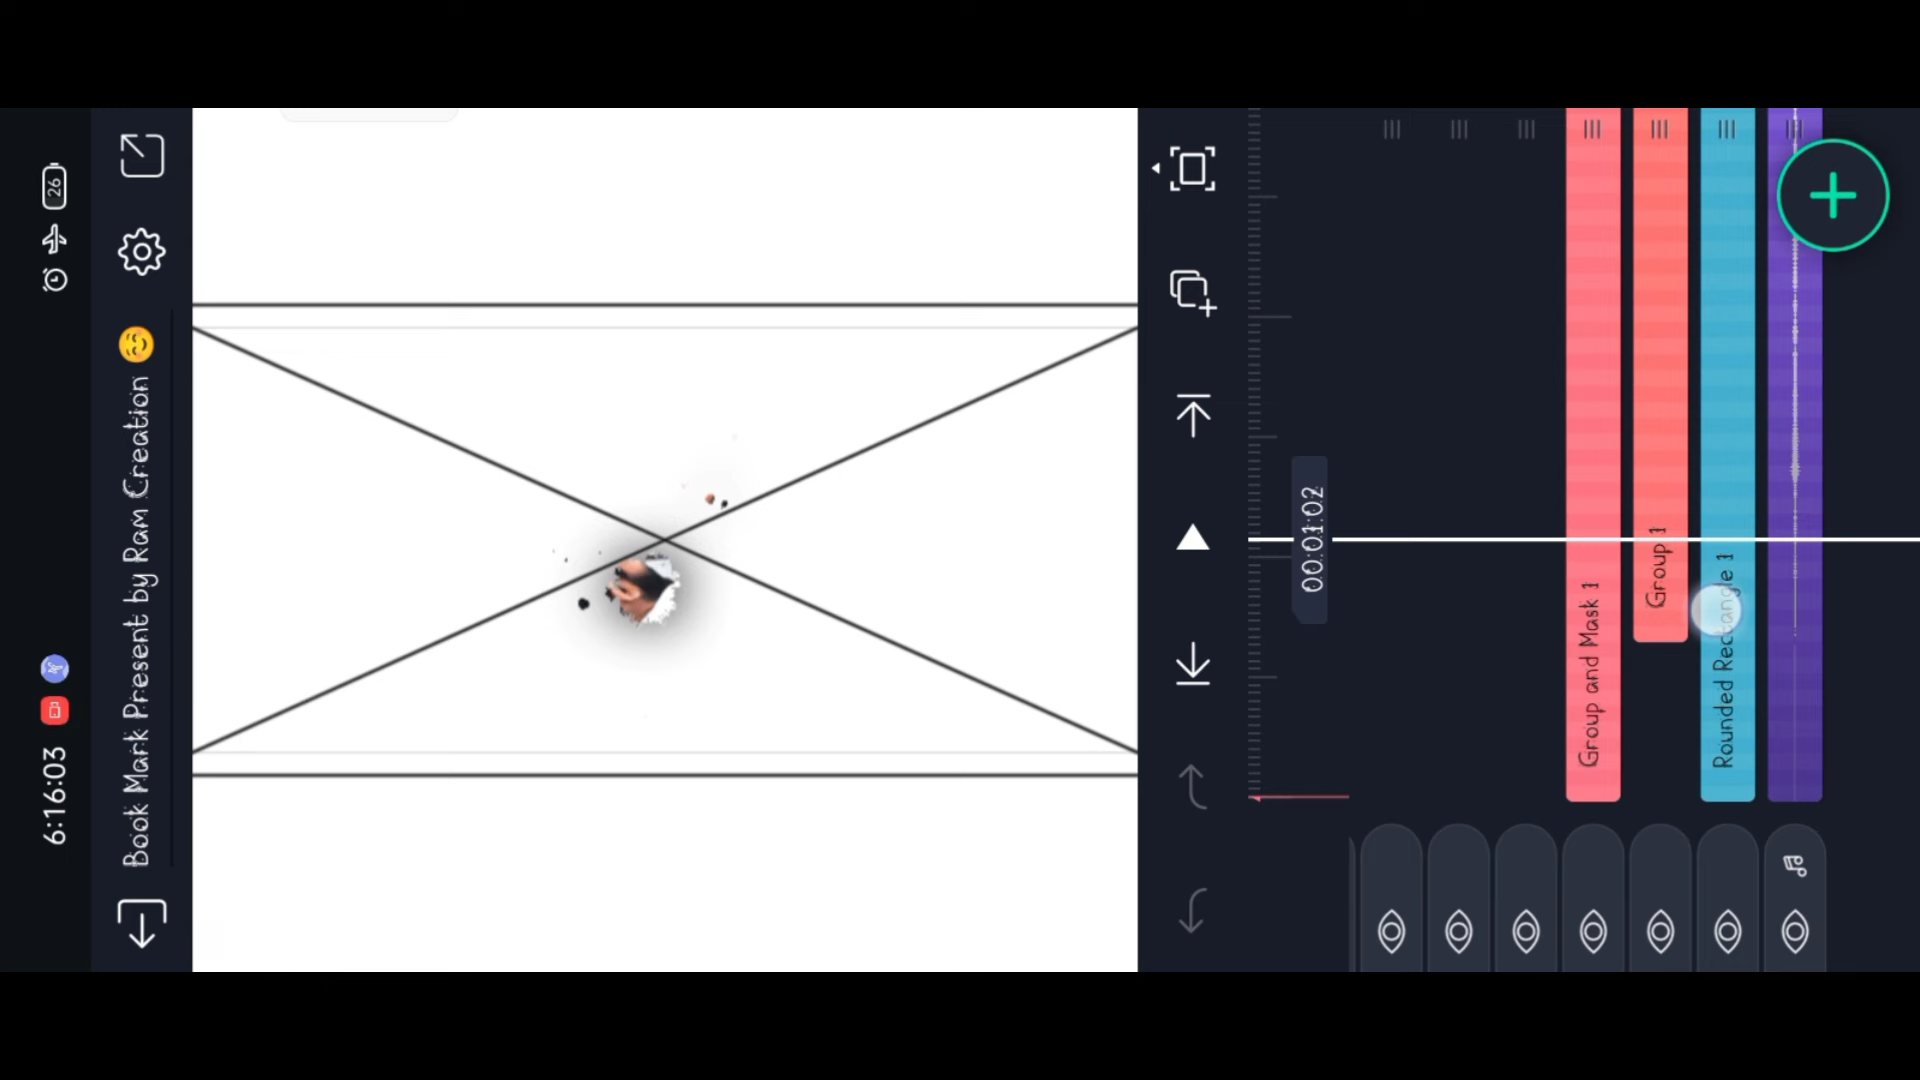 6:16:03
26
Book Mark Present by Ram Creation 😌
00:01:02
Group and Mask 1
Group 1
Rounded Rectangle 1